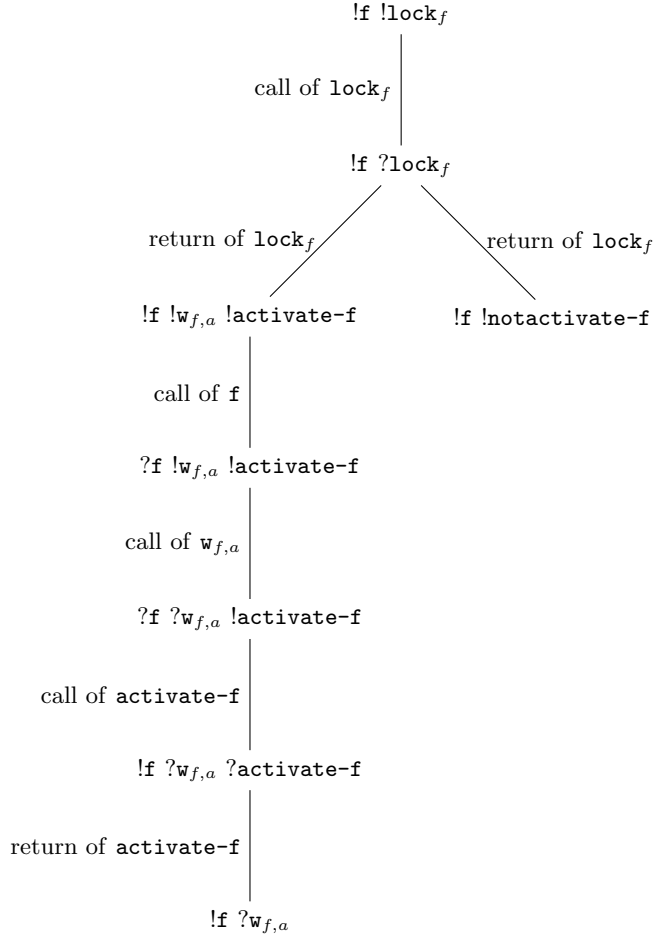 !f !lock_f
call of lock_f
!f ?lock_f
return of lock_f
return of lock_f
!f !w_{f,a} !activate-f
!f !notactivate-f
call of f
?f !w_{f,a} !activate-f
call of w_{f,a}
?f ?w_{f,a} !activate-f
call of activate-f
!f ?w_{f,a} ?activate-f
return of activate-f
!f ?w_{f,a}